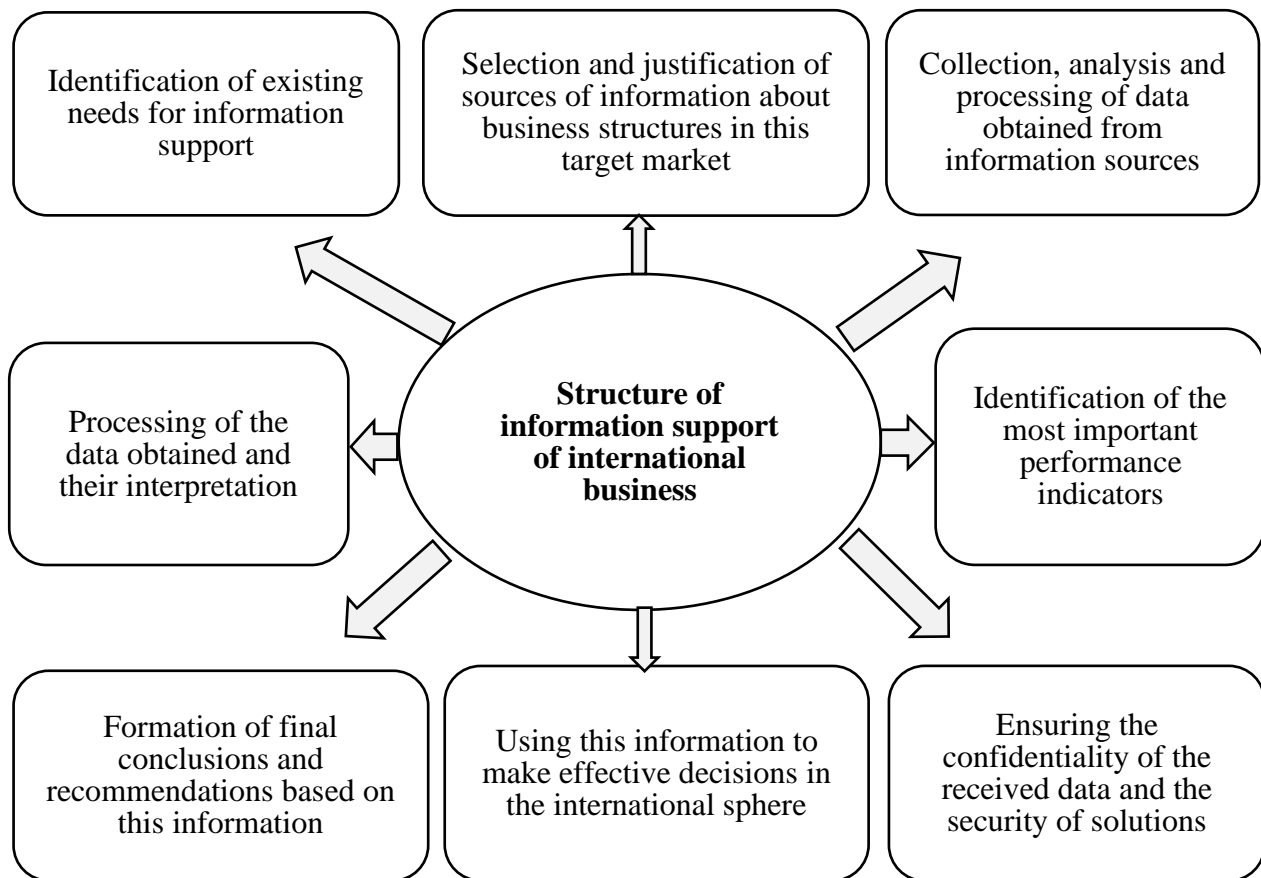 Identification of existing
needs for information
support
Selection and justification of
sources of information about
business structures in this
target market
Collection, analysis and
processing of data
obtained from
information sources
Processing of the
data obtained and
their interpretation
Structure of
information support
of international
business
Identification of the
most important
performance
indicators
Formation of final
conclusions and
recommendations based on
this information
Using this information to
make effective decisions in
the international sphere
Ensuring the
confidentiality of the
received data and the
security of solutions